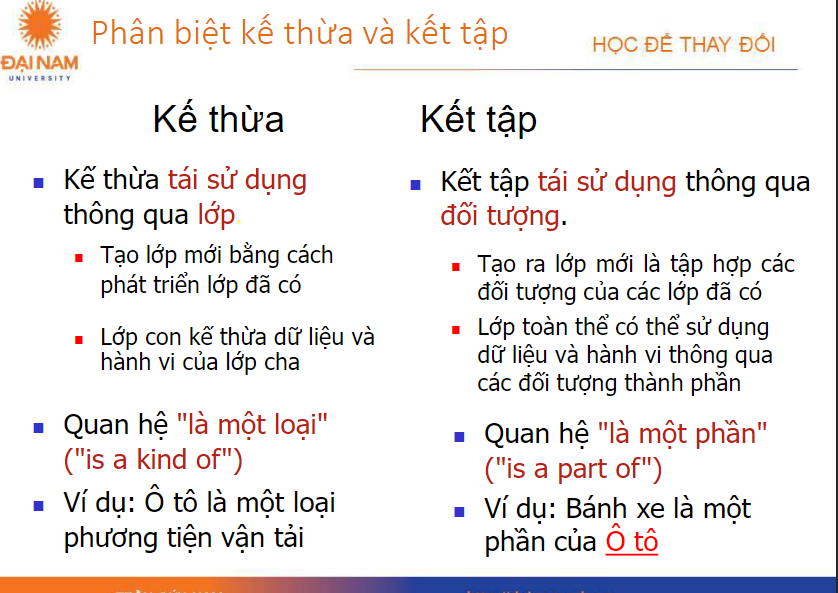 Phân biệt kế thừa và kết tập
HỌC ĐỂ THAY ĐỔI
ĐẠI NAM
UNIVERSITY
Kế thừa
Kế thừa tái sử dụng
thông qua lớp.
Tạo lớp mới bằng cách
phát triển lớp đã có
Lớp con kế thừa dữ liệu và
hành vi của lớp cha
Quan hệ "là một loại"
("is a kind of")
Ví dụ: Ô tô là một loại
phương tiện vận tải
Kết tập
Kết tập tái sử dụng thông qua
đối tượng.
Tạo ra lớp mới là tập hợp các
đối tượng của các lớp đã có
Lớp toàn thể có thể sử dụng
dữ liệu và hành vi thông qua
các đối tượng thành phần
Quan hệ "là một phần"
("is a part of")
Ví dụ: Bánh xe là một
phần của Ô tô